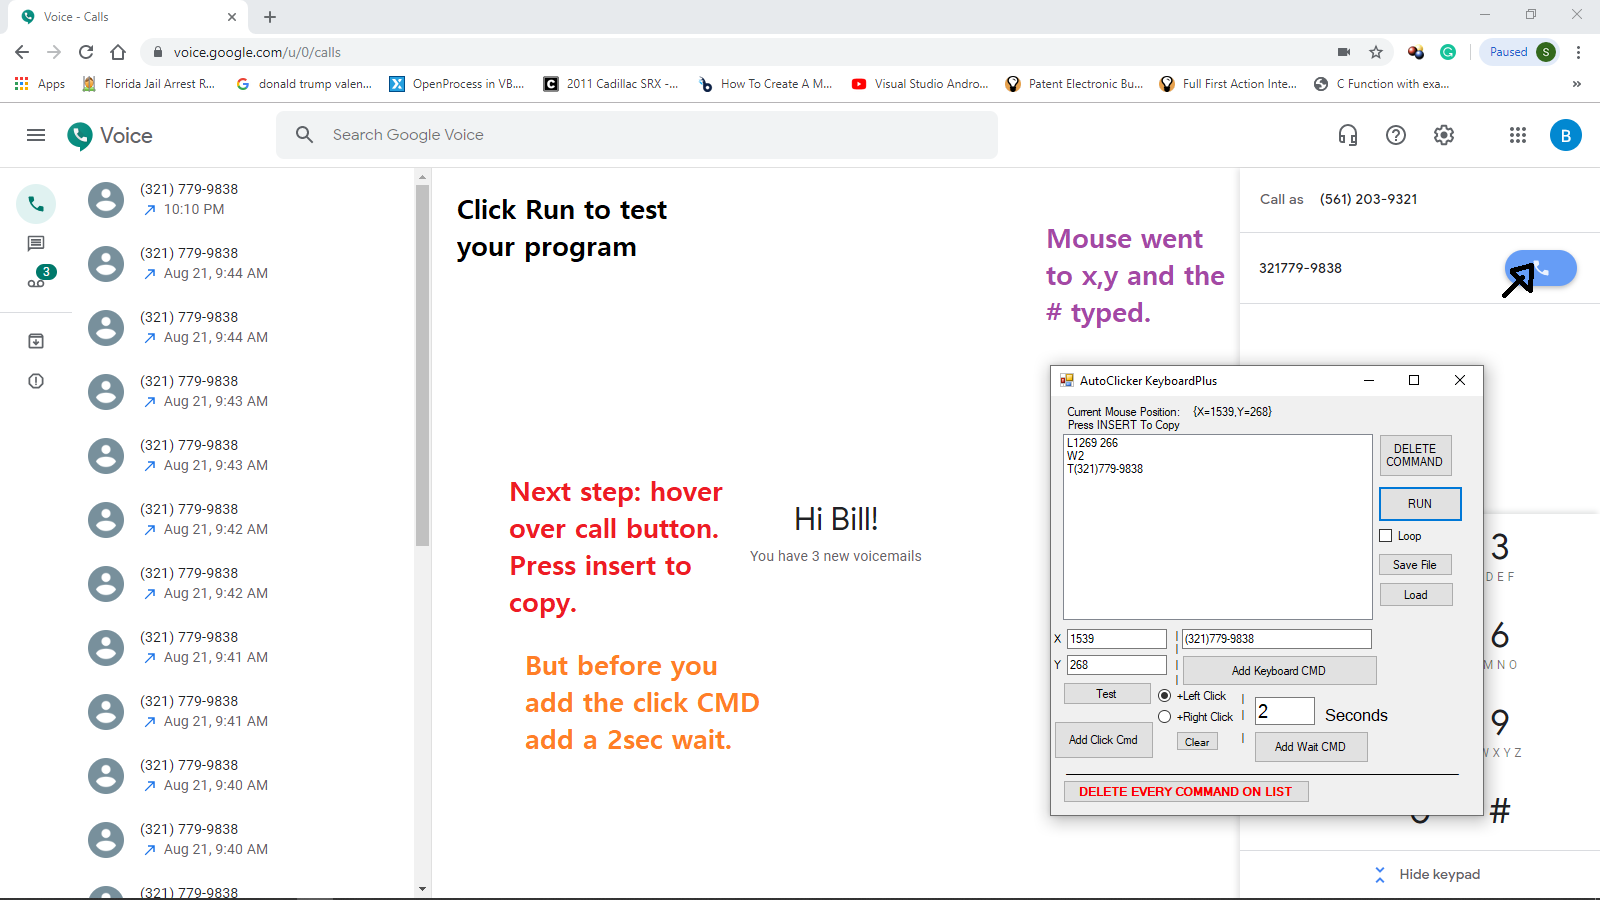 Voice - Calls
voice.google.com/u/0/calls
Paused S
Apps
Florida Jail Arrest R...
donald trump valen...
OpenProcess in VB....
2011 Cadillac SRX -...
How To Create A M...
Visual Studio Andro...
Patent Electronic Bu...
Full First Action Inte...
C Function with exa...
»
Voice
Search Google Voice
B
3
(321) 779-9838
10:10 PM
(321) 779-9838
Aug 21, 9:44 AM
(321) 779-9838
Aug 21, 9:44 AM
(321) 779-9838
Aug 21, 9:43 AM
(321) 779-9838
Aug 21, 9:43 AM
(321) 779-9838
Aug 21, 9:42 AM
(321) 779-9838
Aug 21, 9:42 AM
(321) 779-9838
Aug 21, 9:41 AM
(321) 779-9838
Aug 21, 9:41 AM
(321) 779-9838
Aug 21, 9:40 AM
(321) 779-9838
Aug 21, 9:40 AM
(321) 779-9838
Click Run to test
your program
Next step: hover
over call button.
Press insert to
copy.
But before you
add the click CMD
add a 2sec wait.
Hi Bill!
You have 3 new voicemails
Mouse went
to x,y and the
# typed.
Call as (561) 203-9321
321779-9838
AutoClicker KeyboardPlus
Current Mouse Position: {X=1539,Y=268}
Press INSERT To Copy
L1269 266
W2
T(321)779-9838
DELETE
COMMAND
RUN
Loop
Save File
Load
X 1539
(321)779-9838
Y 268
Add Keyboard CMD
Test
+Left Click
+Right Click
2 Seconds
Add Click Cmd
Clear
Add Wait CMD
DELETE EVERY COMMAND ON LIST
3
DEF
6
MNO
9
WXYZ
#
Hide keypad